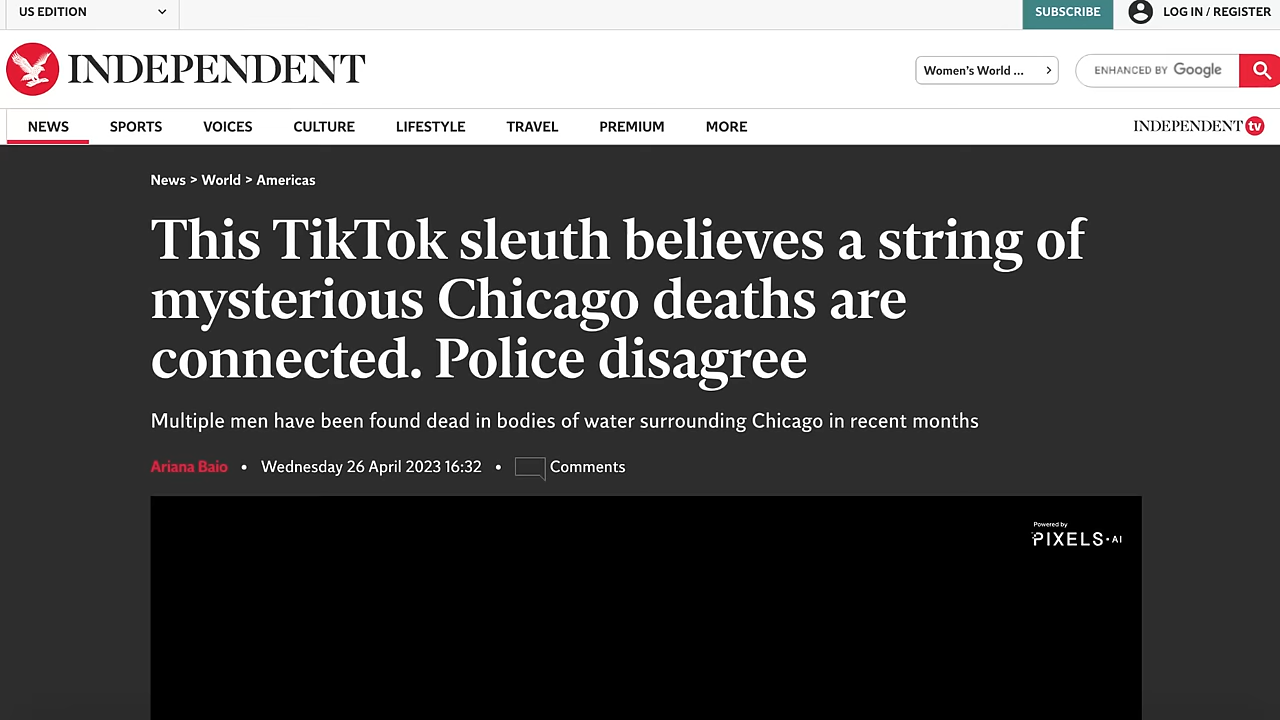 US EDITION
SUBSCRIBE
LOG IN / REGISTER
INDEPENDENT
Women's World ...
ENHANCED BY Google
NEWS
SPORTS
VOICES
CULTURE
LIFESTYLE
TRAVEL
PREMIUM
MORE
INDEPENDENT tv
News > World > Americas
This TikTok sleuth believes a string of
mysterious Chicago deaths are
connected. Police disagree
Multiple men have been found dead in bodies of water surrounding Chicago in recent months
Ariana Baio • Wednesday 26 April 2023 16:32 • Comments
Powered by
PIXELS·AI